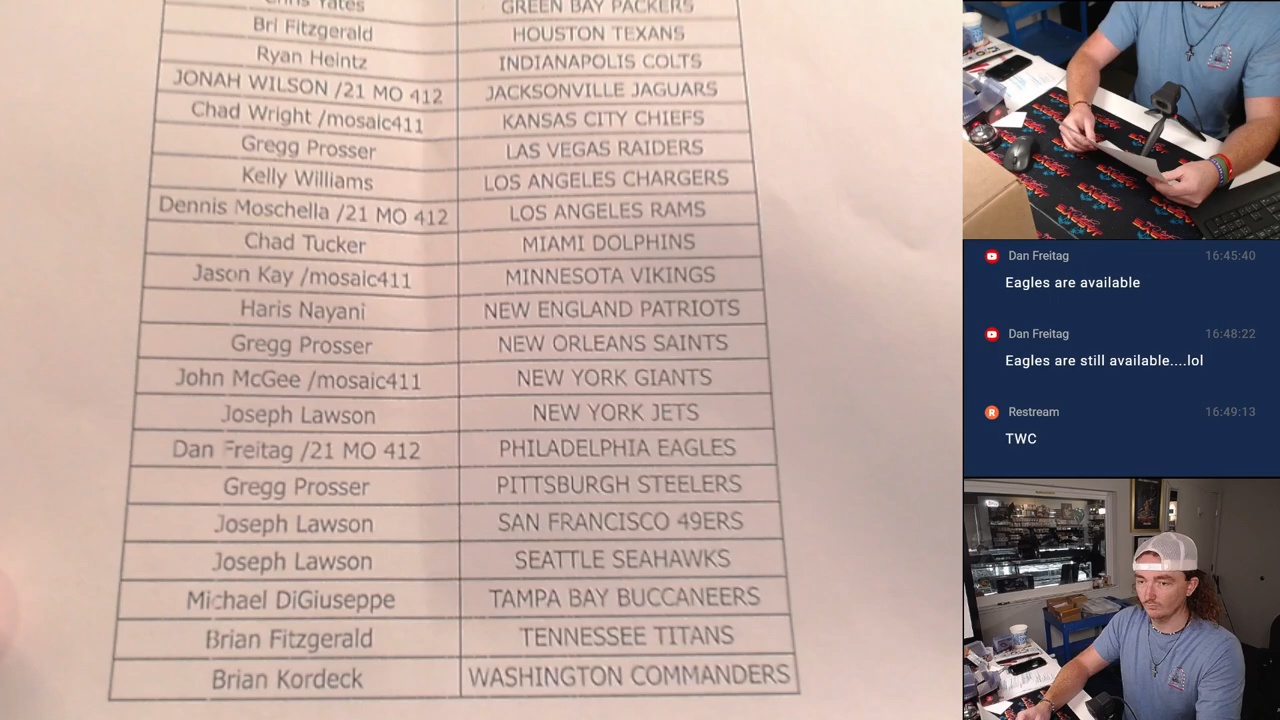 Chris Yates GREEN BAY PACKERS
Bri Fitzgerald HOUSTON TEXANS
Ryan Heintz INDIANAPOLIS COLTS
JONAH WILSON /21 MO 412 JACKSONVILLE JAGUARS
Chad Wright /mosaic411 KANSAS CITY CHIEFS
Gregg Prosser LAS VEGAS RAIDERS
Kelly Williams LOS ANGELES CHARGERS
Dennis Moschella /21 MO 412 LOS ANGELES RAMS
Chad Tucker MIAMI DOLPHINS
Jason Kay /mosaic411 MINNESOTA VIKINGS
Haris Nayani NEW ENGLAND PATRIOTS
Gregg Prosser NEW ORLEANS SAINTS
John McGee /mosaic411 NEW YORK GIANTS
Joseph Lawson NEW YORK JETS
Dan Freitag /21 MO 412 PHILADELPHIA EAGLES
Gregg Prosser PITTSBURGH STEELERS
Joseph Lawson SAN FRANCISCO 49ERS
Joseph Lawson SEATTLE SEAHAWKS
Michael DiGiuseppe TAMPA BAY BUCCANEERS
Brian Fitzgerald TENNESSEE TITANS
Brian Kordeck WASHINGTON COMMANDERS
Dan Freitag 16:45:40
Eagles are available
Dan Freitag 16:48:22
Eagles are still available....lol
R Restream 16:49:13
TWC